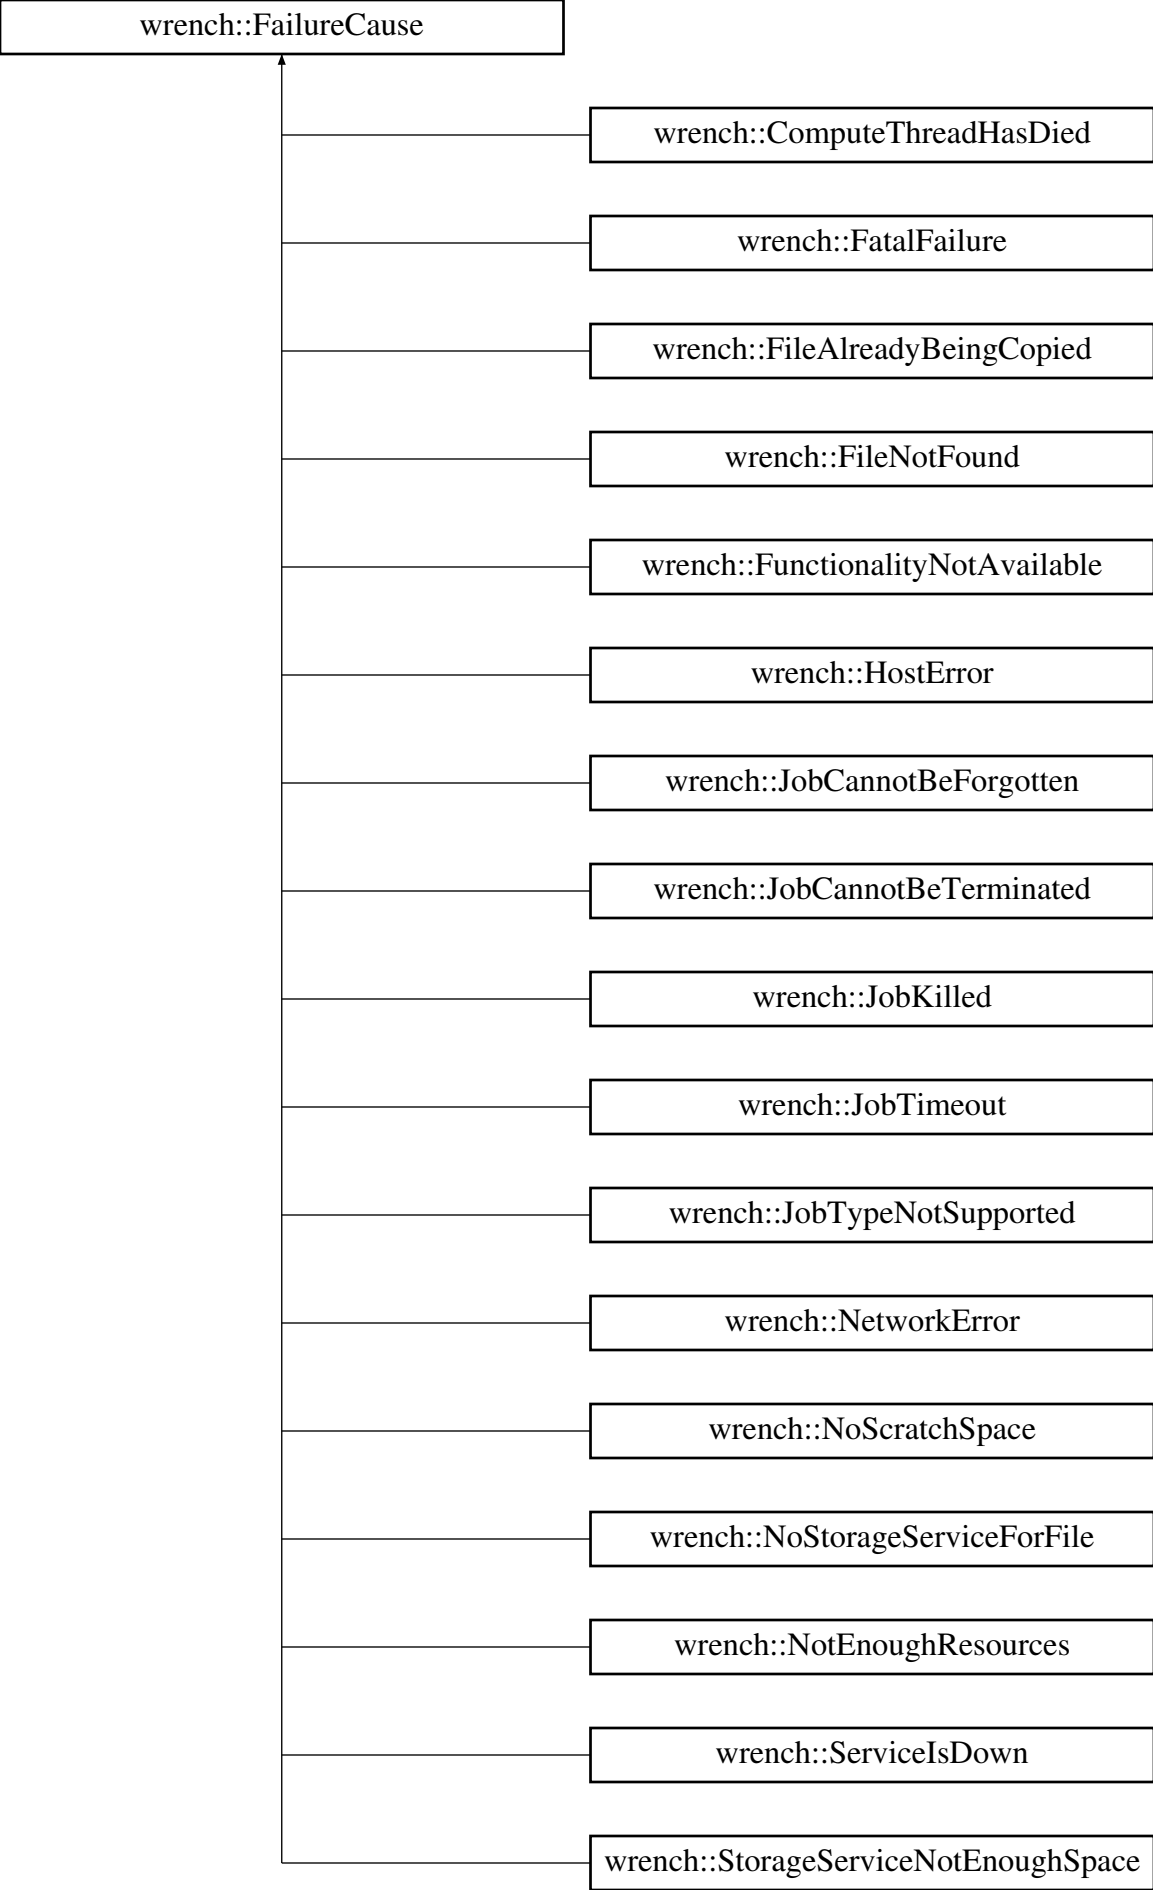 wrench::FailureCause
wrench::ComputeThreadHasDied
wrench::FatalFailure
wrench::FileAlreadyBeingCopied
wrench::FileNotFound
wrench::FunctionalityNotAvailable
wrench::HostError
wrench::JobCannotBeForgotten
wrench::JobCannotBeTerminated
wrench::JobKilled
wrench::JobTimeout
wrench::JobTypeNotSupported
wrench::NetworkError
wrench::NoScratchSpace
wrench::NoStorageServiceForFile
wrench::NotEnoughResources
wrench::ServiceIsDown
wrench::StorageServiceNotEnoughSpace